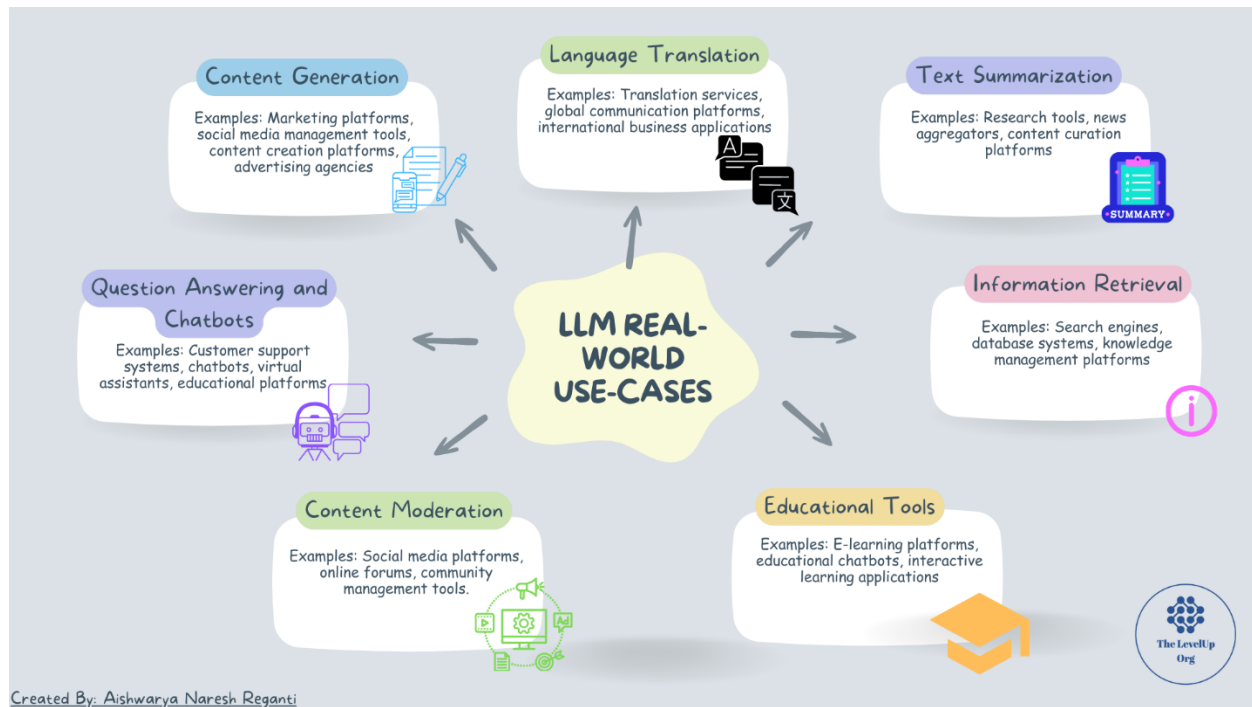 Content Generation
Examples: Marketing platforms,
social media management tools,
content creation platforms,
advertising agencies
Language Translation
Examples: Translation services,
global communication platforms,
international business applications
A
文
Text Summarization
Examples: Research tools, news
aggregators, content curation
platforms
SUMMARY
Question Answering and
Chatbots
Examples: Customer support
systems, chatbots, virtual
assistants, educational platforms
LLM REAL-
WORLD
USE-CASES
Information Retrieval
Examples: Search engines,
database systems, knowledge
management platforms
i
Content Moderation
Examples: Social media platforms,
online forums, community
management tools.
Ad
Educational Tools
Examples: E-learning platforms,
educational chatbots, interactive
learning applications
The LevelUp
Org
Created By: Aishwarya Naresh Reganti